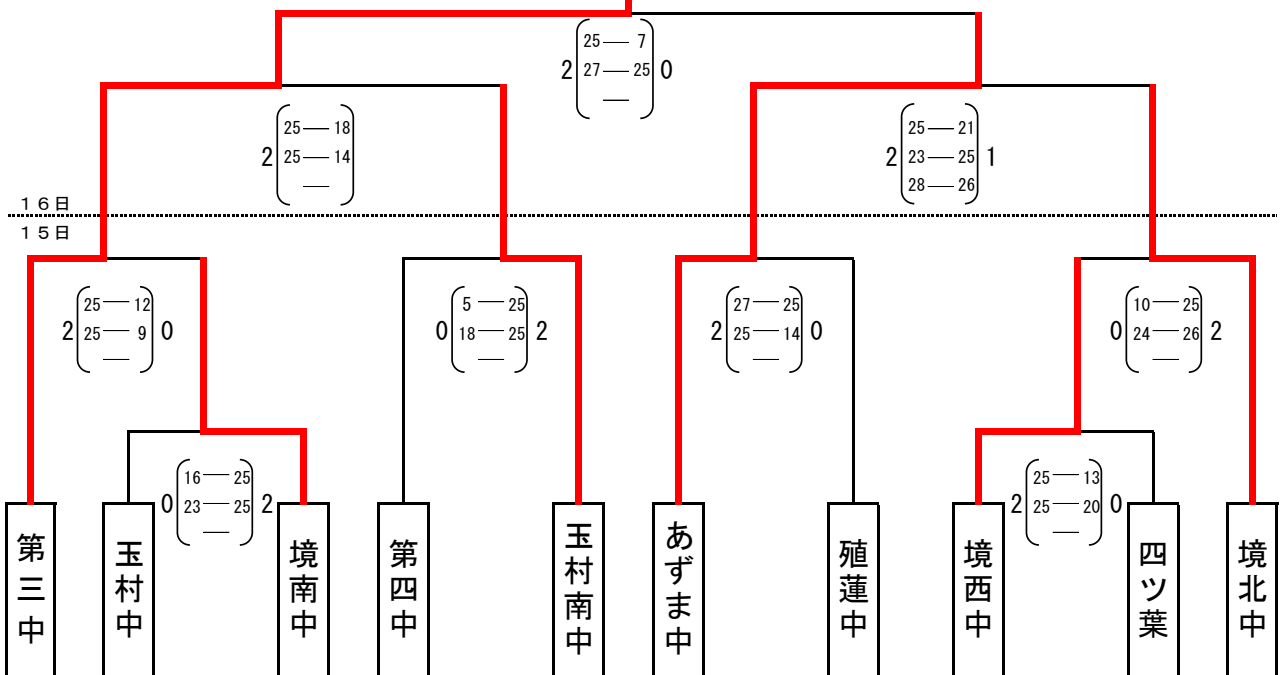 25 — 7
2 27 — 25 0
—
25 — 18
2 25 — 14
—
25 — 21
2 23 — 25 1
28 — 26
16日
15日
25 — 12
2 25 — 9 0
—
5 — 25
0 18 — 25 2
—
27 — 25
2 25 — 14 0
—
10 — 25
0 24 — 26 2
—
16 — 25
0 23 — 25 2
—
25 — 13
2 25 — 20 0
—
第三中
玉村中
境南中
第四中
玉村南中
あずま中
殖蓮中
境西中
四ツ葉
境北中